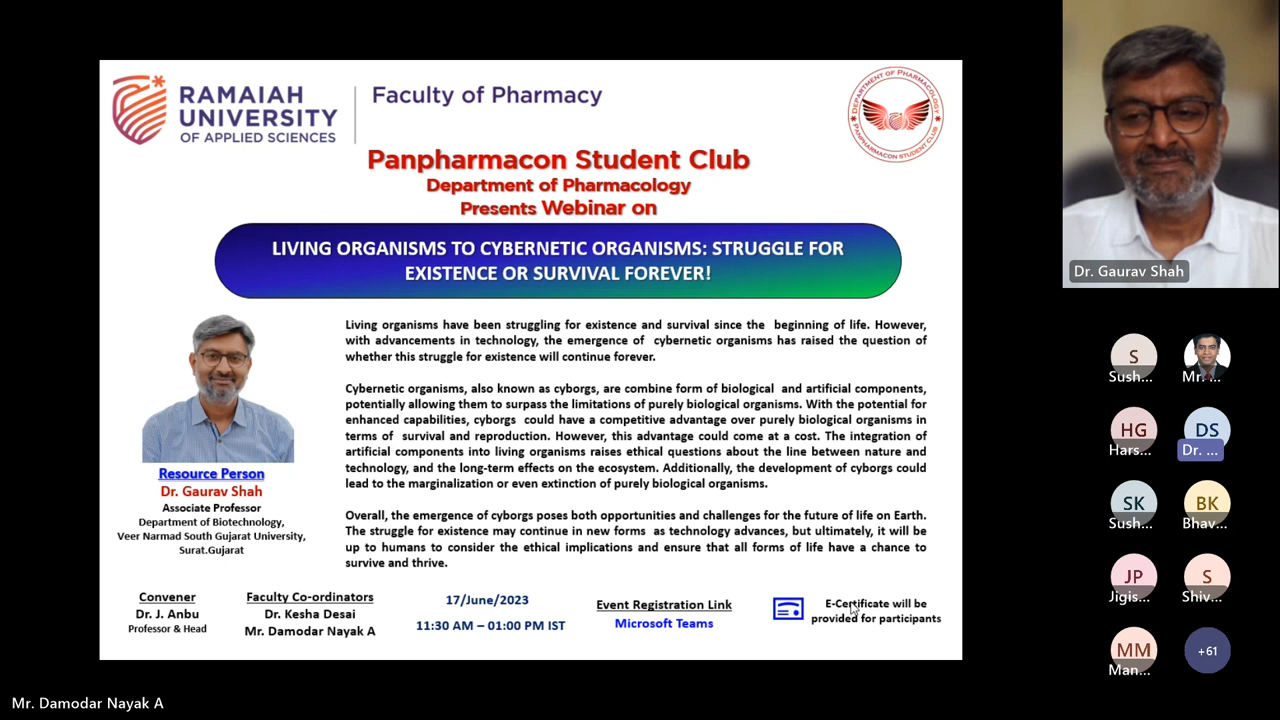 RAMAIAH
UNIVERSITY
OF APPLIED SCIENCES
Faculty of Pharmacy
DEPARTMENT OF PHARMACOLOGY
PANPHARMACON STUDENT CLUB
Panpharmacon Student Club
Department of Pharmacology
Presents Webinar on
LIVING ORGANISMS TO CYBERNETIC ORGANISMS: STRUGGLE FOR
EXISTENCE OR SURVIVAL FOREVER!
Living organisms have been struggling for existence and survival since the beginning of life. However,
with advancements in technology, the emergence of cybernetic organisms has raised the question of
whether this struggle for existence will continue forever.
Cybernetic organisms, also known as cyborgs, are combine form of biological and artificial components,
potentially allowing them to surpass the limitations of purely biological organisms. With the potential for
enhanced capabilities, cyborgs could have a competitive advantage over purely biological organisms in
terms of survival and reproduction. However, this advantage could come at a cost. The integration of
artificial components into living organisms raises ethical questions about the line between nature and
technology, and the long-term effects on the ecosystem. Additionally, the development of cyborgs could
lead to the marginalization or even extinction of purely biological organisms.
Overall, the emergence of cyborgs poses both opportunities and challenges for the future of life on Earth.
The struggle for existence may continue in new forms as technology advances, but ultimately, it will be
up to humans to consider the ethical implications and ensure that all forms of life have a chance to
survive and thrive.
Resource Person
Dr. Gaurav Shah
Associate Professor
Department of Biotechnology,
Veer Narmad South Gujarat University,
Surat.Gujarat
Convener
Dr. J. Anbu
Professor & Head
Faculty Co-ordinators
Dr. Kesha Desai
Mr. Damodar Nayak A
17/June/2023
11:30 AM – 01:00 PM IST
Event Registration Link
Microsoft Teams
E-Certificate will be
provided for participants
Dr. Gaurav Shah
S
Sush...
Mr. ...
HG
Hars...
DS
Dr. ...
SK
Sush...
BK
Bhav...
JP
Jigis...
S
Shiv...
MM
Man...
+61
Mr. Damodar Nayak A